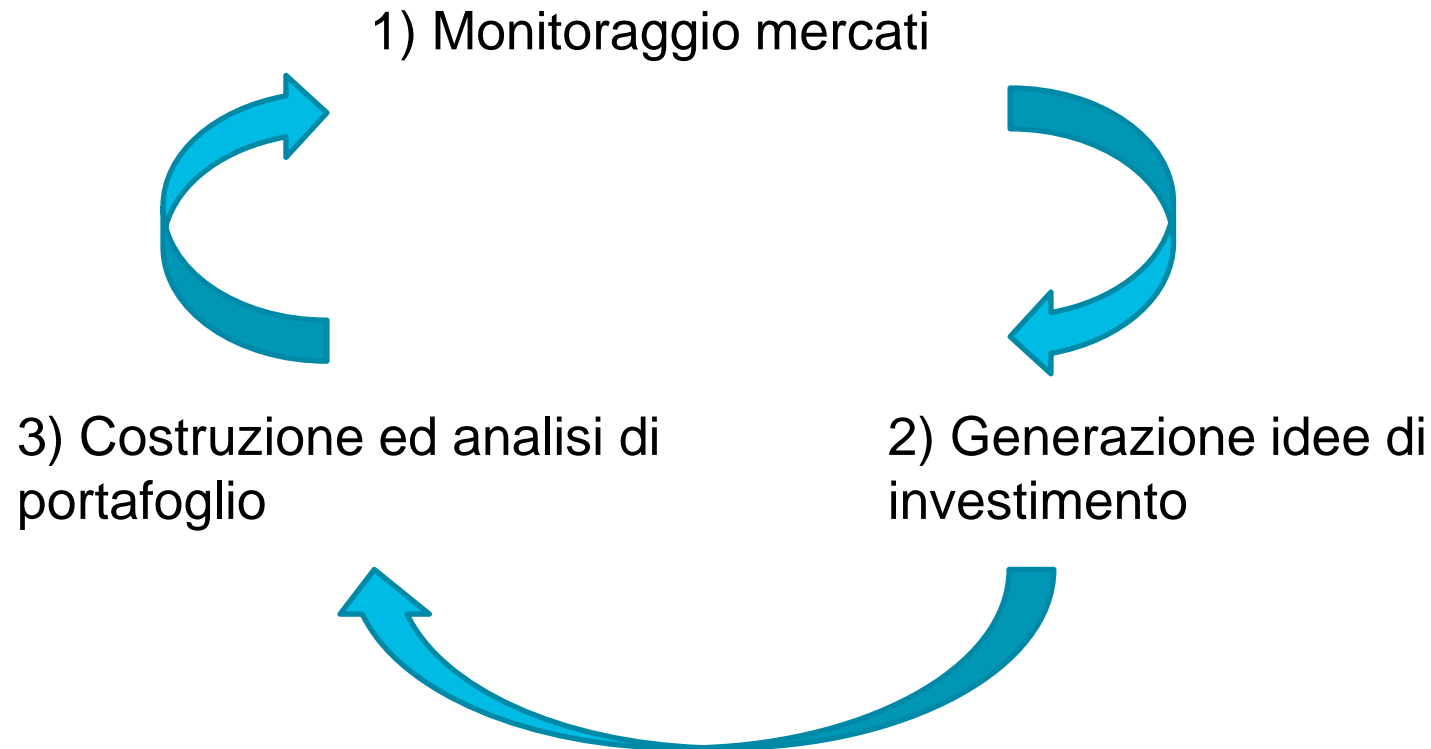 1) Monitoraggio mercati
3) Costruzione ed analisi di
portafoglio
2) Generazione idee di
investimento